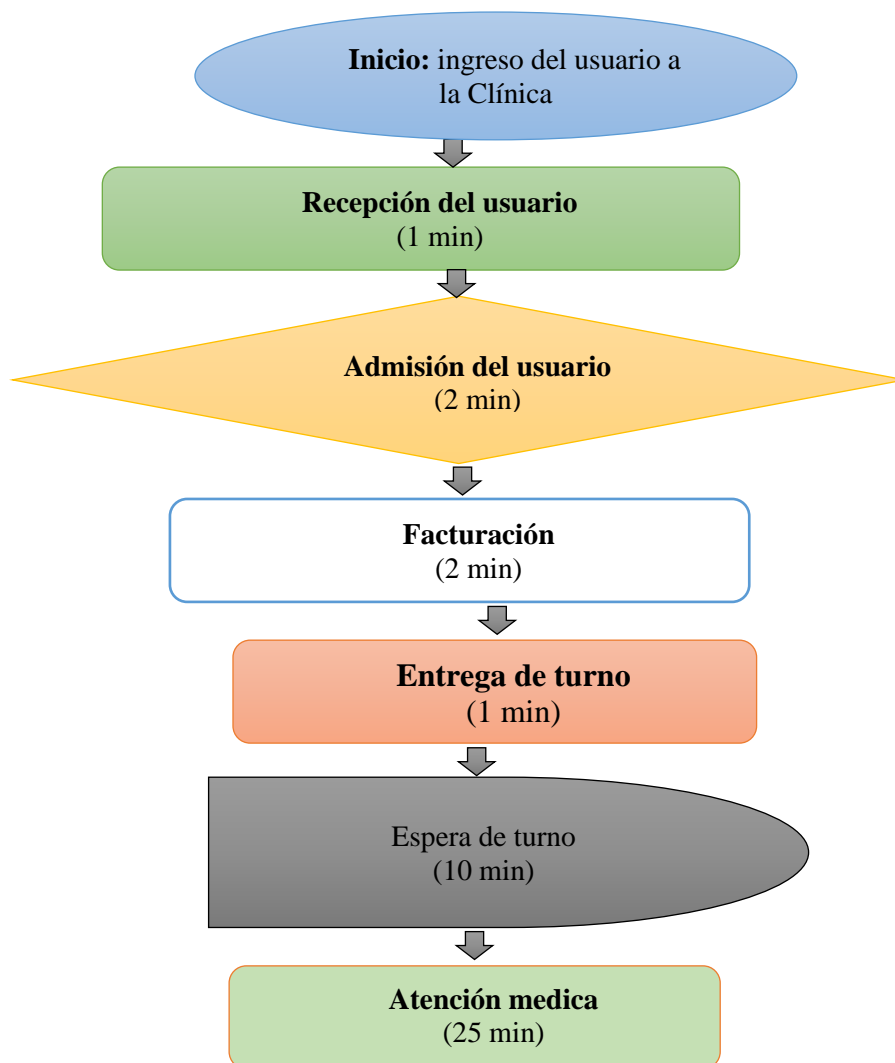 Inicio: ingreso del usuario a
la Clínica
Recepción del usuario
(1 min)
Admisión del usuario
(2 min)
Facturación
(2 min)
Entrega de turno
(1 min)
Espera de turno
(10 min)
Atención medica
(25 min)